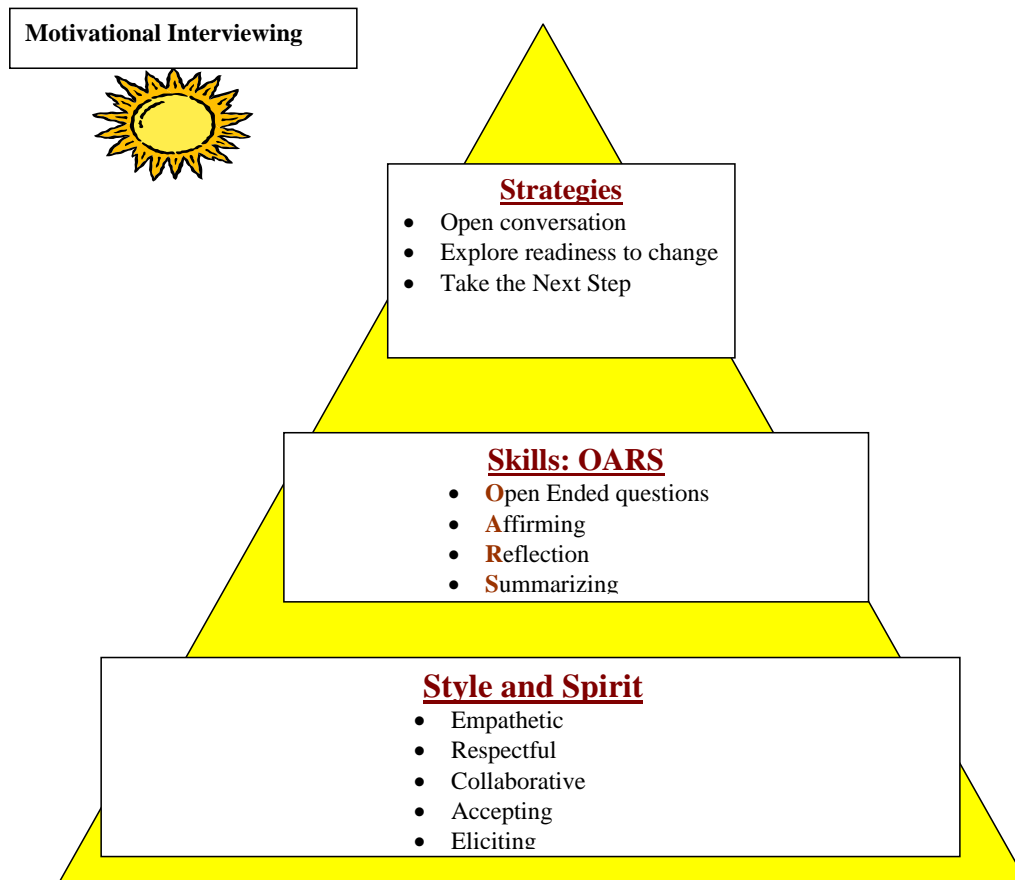 Motivational Interviewing
Strategies
• Open conversation
• Explore readiness to change
• Take the Next Step
Skills: OARS
• Open Ended questions
• Affirming
• Reflection
• Summarizing
Style and Spirit
• Empathetic
• Respectful
• Collaborative
• Accepting
• Eliciting